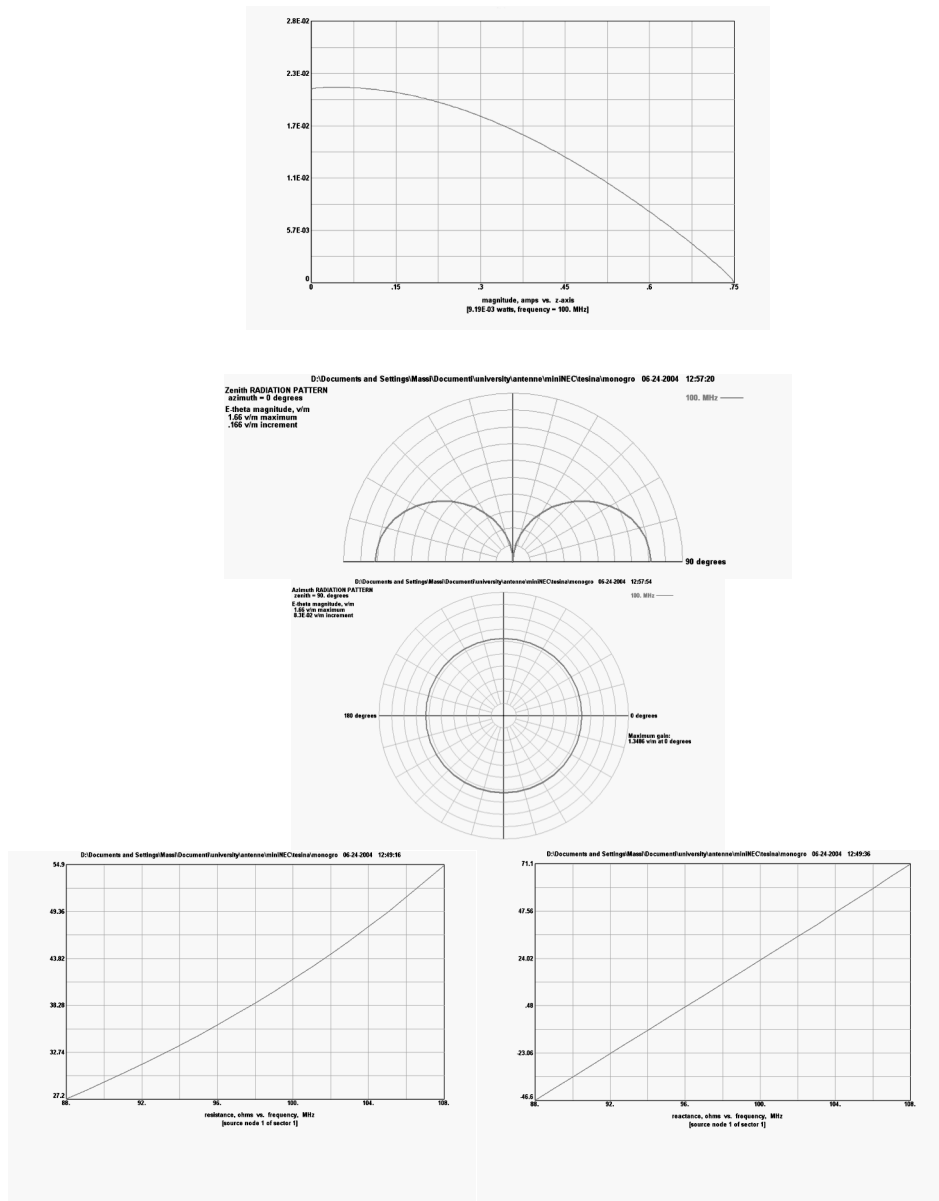 2.8E-02
2.3E-02
1.7E-02
1.1E-02
5.7E-03
0
0 .15 .3 .45 .6 .75
magnitude, amps vs. z-axis
[9.19E-03 watts, frequency = 100. MHz]
D:\Documents and Settings\Massi\Documenti\university\antenne\miniNEC\tesina\monogro 06-24-2004 12:57:20
Zenith RADIATION PATTERN
azimuth = 0 degrees
E-theta magnitude, v/m
1.66 v/m maximum
.166 v/m increment
100. MHz
90 degrees
D:\Documents and Settings\Massi\Documenti\university\antenne\miniNEC\tesina\monogro 06-24-2004 12:57:54
Azimuth RADIATION PATTERN
zenith = 90. degrees
E-theta magnitude, v/m
1.66 v/m maximum
8.3E-02 v/m increment
100. MHz
180 degrees
0 degrees
Maximum gain:
1.3486 v/m at 0 degrees
D:\Documents and Settings\Massi\Documenti\university\antenne\miniNEC\tesina\monogro 06-24-2004 12:49:16
54.9
49.36
43.82
38.28
32.74
27.2
88. 92. 96. 100. 104. 108.
resistance, ohms vs. frequency, MHz
[source node 1 of sector 1]
D:\Documents and Settings\Massi\Documenti\university\antenne\miniNEC\tesina\monogro 06-24-2004 12:49:36
71.1
47.56
24.02
.48
-23.06
-46.6
88. 92. 96. 100. 104. 108.
reactance, ohms vs. frequency, MHz
[source node 1 of sector 1]